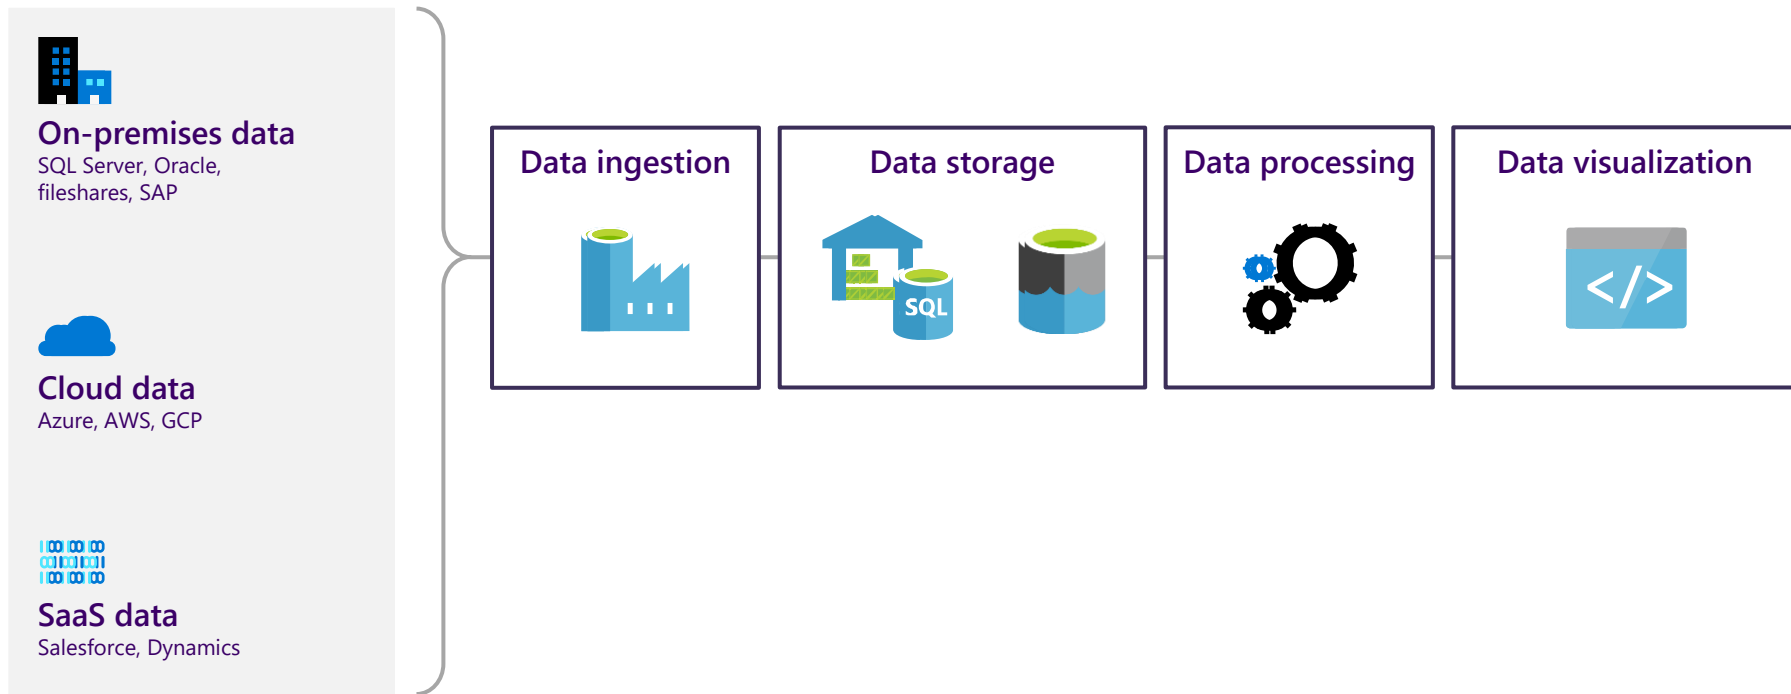 On-premises data
SQL Server, Oracle,
fileshares, SAP
Cloud data
Azure, AWS, GCP
SaaS data
Salesforce, Dynamics
Data ingestion
Data storage
SQL
Data processing
Data visualization
</>